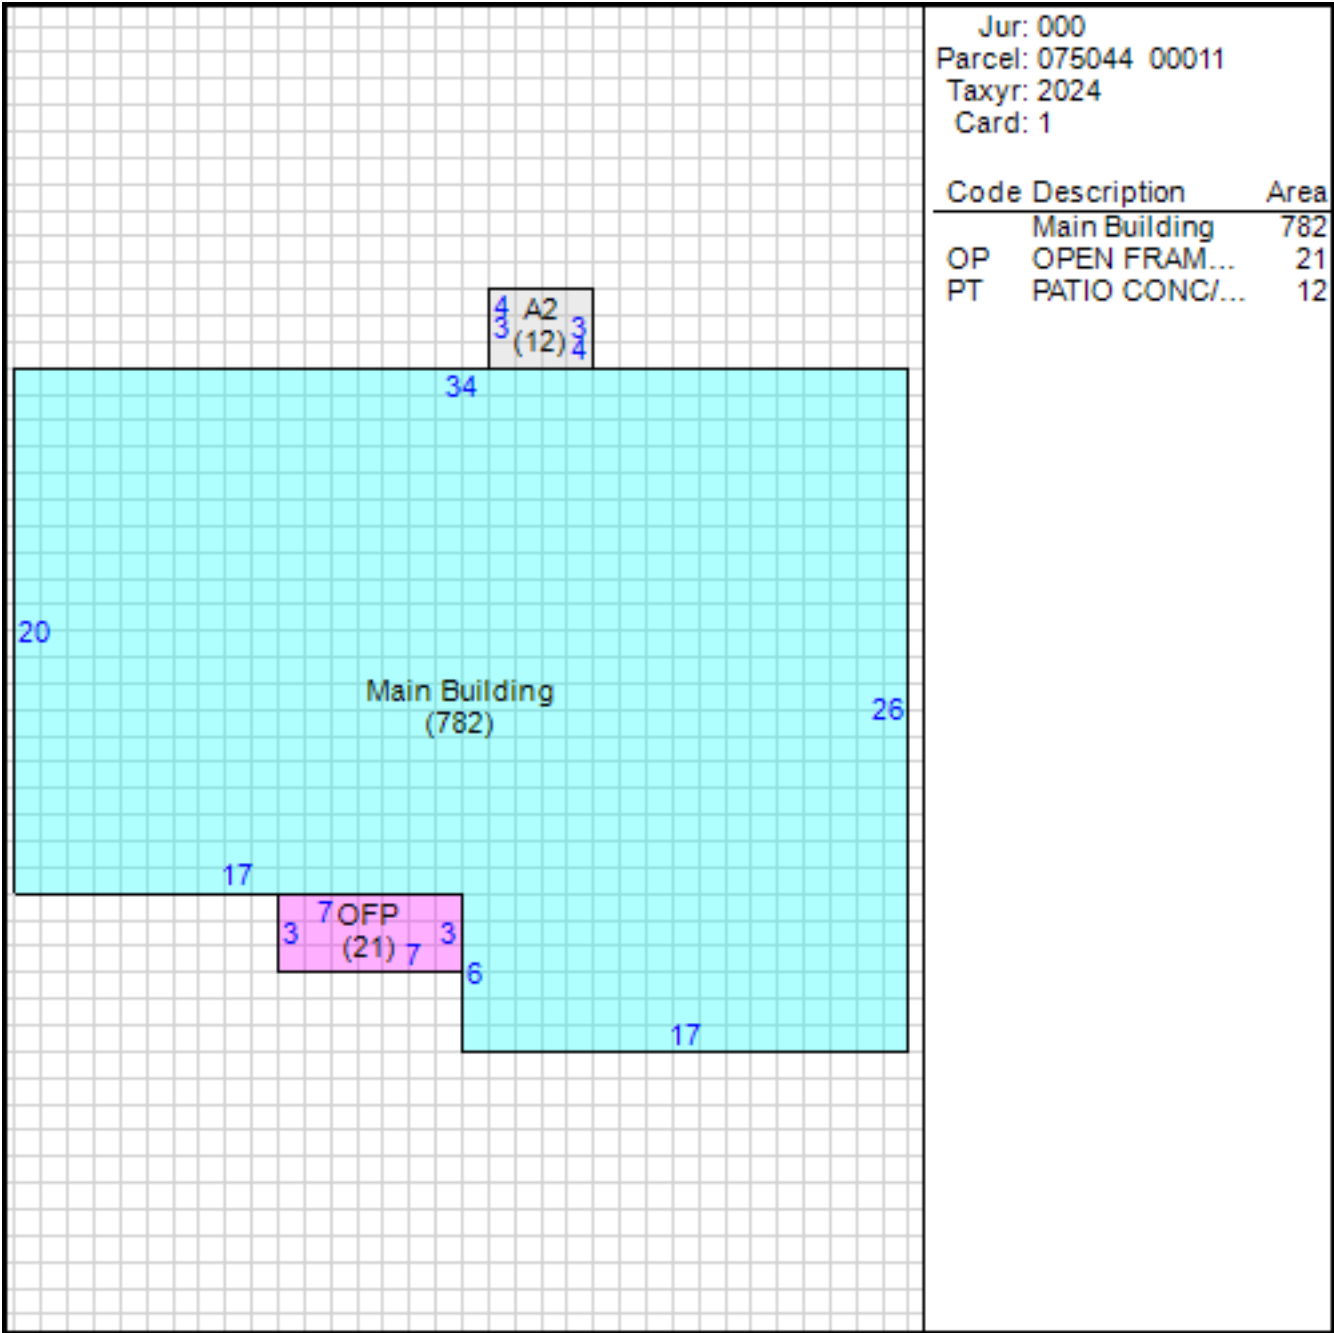 Jur: 000
Parcel: 075044 00011
Taxyr: 2024
Card: 1
Code Description Area
Main Building 782
OP OPEN FRAM... 21
PT PATIO CONC/... 12
4 A2
3 (12) 3
4
34
20
Main Building
(782)
26
17
7 OFP
3 (21) 7 3
6
17